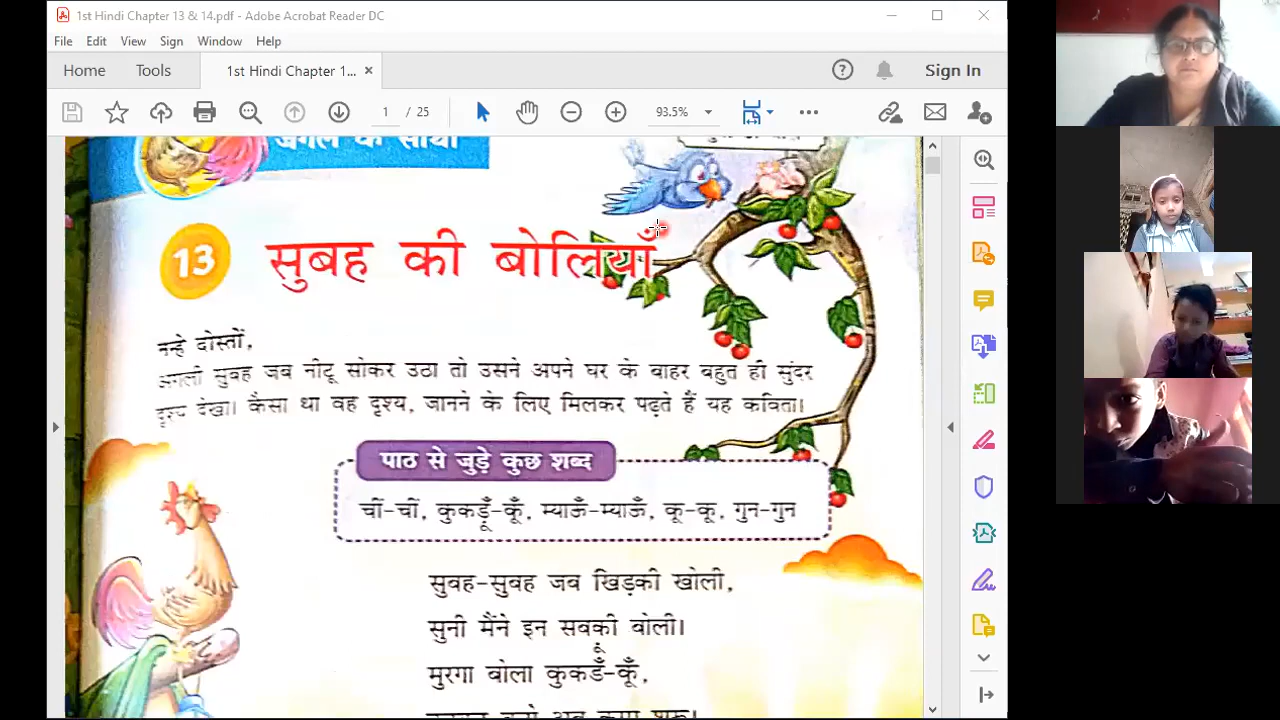 1st Hindi Chapter 13 & 14.pdf - Adobe Acrobat Reader DC
File Edit View Sign Window Help
Home Tools 1st Hindi Chapter 1... Sign In
1 / 25 93.5%
जंगल के साथी
13 सुबह की बोलियाँ
नन्हे दोस्तों,
अगली सुबह जब नीटू सोकर उठा तो उसने अपने घर के बाहर बहुत ही सुंदर
दृश्य देखा। कैसा था वह दृश्य, जानने के लिए मिलकर पढ़ते हैं यह कविता।
पाठ से जुड़े कुछ शब्द
चीं-चीं, कुकड़ूँ-कूँ, म्याऊँ-म्याऊँ, कू-कू, गुन-गुन
सुबह-सुबह जब खिड़की खोली,
सुनी मैंने इन सबकी बोली।
मुरगा बोला कुकडूँ-कूँ,